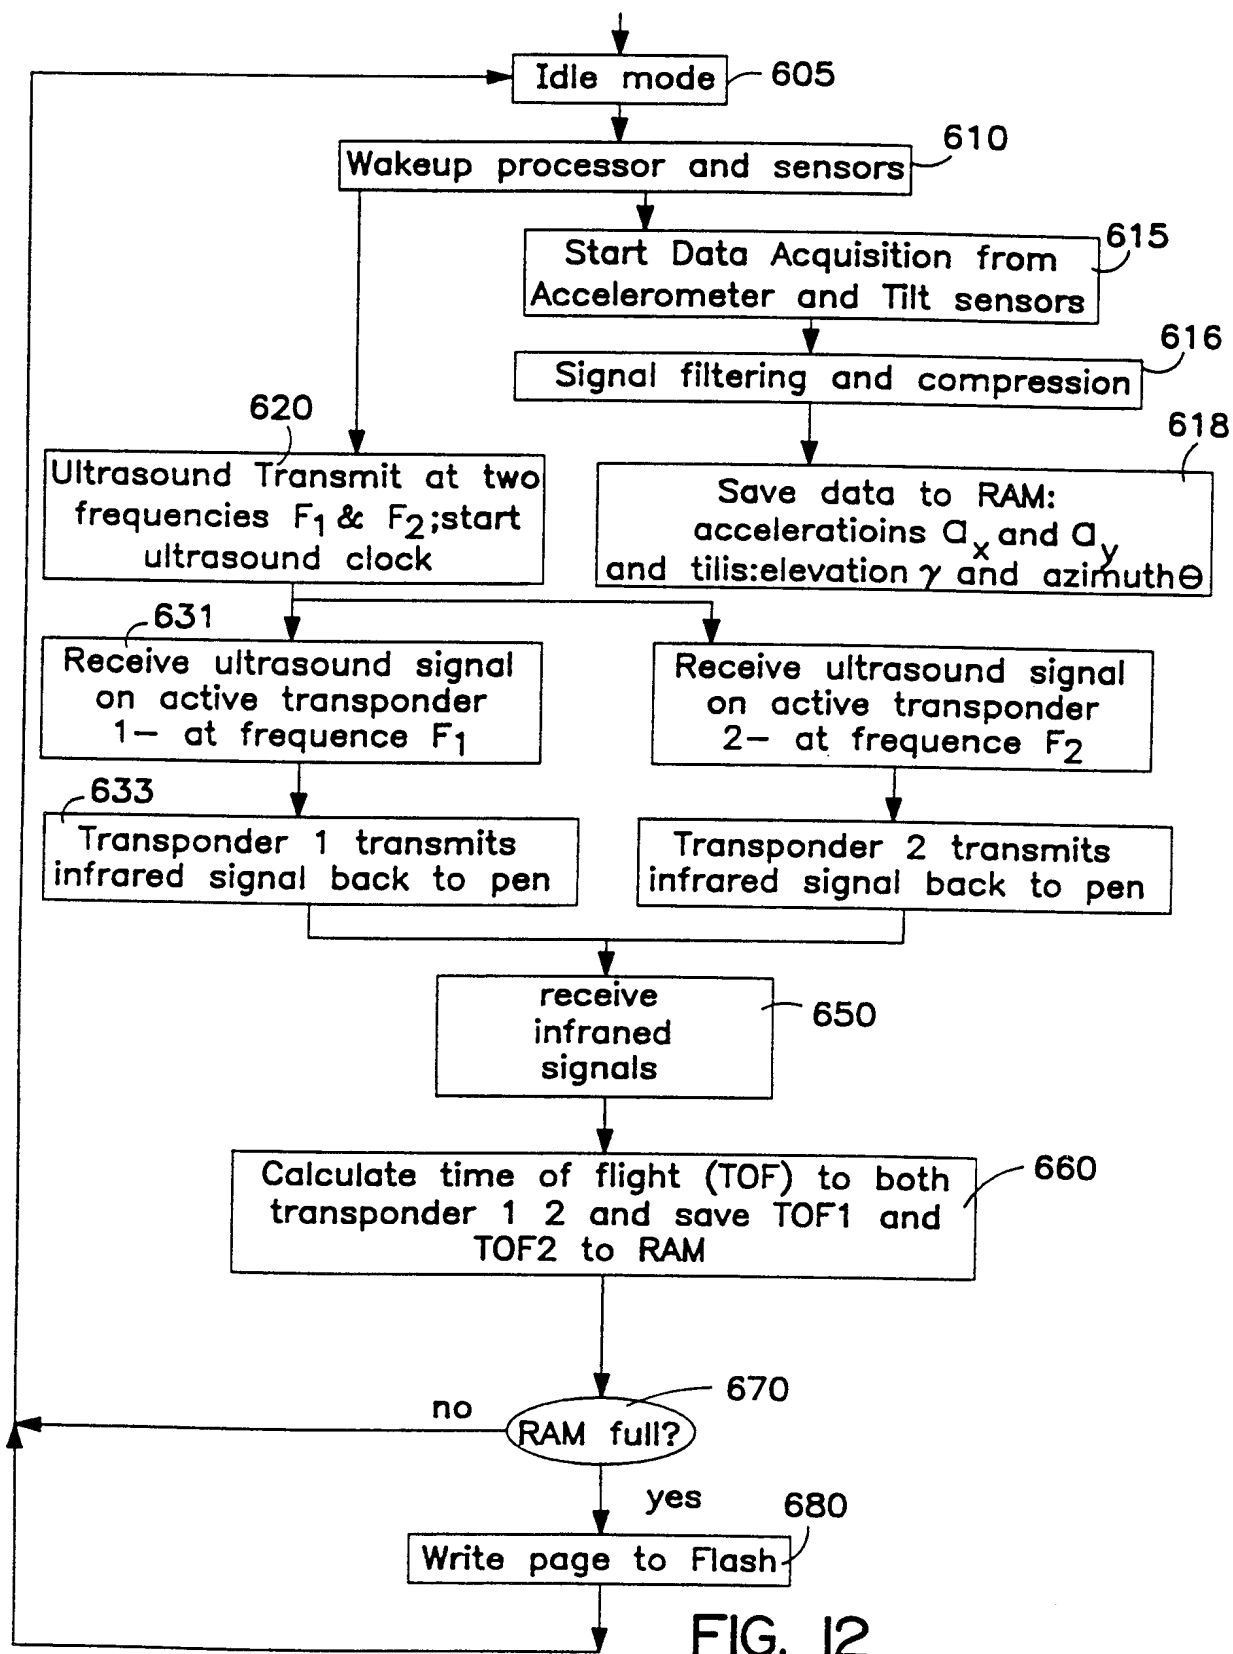 Idle mode
605
Wakeup processor and sensors
610
Start Data Acquisition from
Accelerometer and Tilt sensors
615
Signal filtering and compression
616
620
Ultrasound Transmit at two
frequencies F1 & F2;start
ultrasound clock
618
Save data to RAM:
acceleratioins ax and ay
and tilis:elevation γ and azimuthθ
631
Receive ultrasound signal
on active transponder
1– at frequence F1
Receive ultrasound signal
on active transponder
2– at frequence F2
633
Transponder 1 transmits
infrared signal back to pen
Transponder 2 transmits
infrared signal back to pen
receive
infraned
signals
650
Calculate time of flight (TOF) to both
transponder 1 2 and save TOF1 and
TOF2 to RAM
660
RAM full?
670
no
yes
Write page to Flash
680
FIG. 12